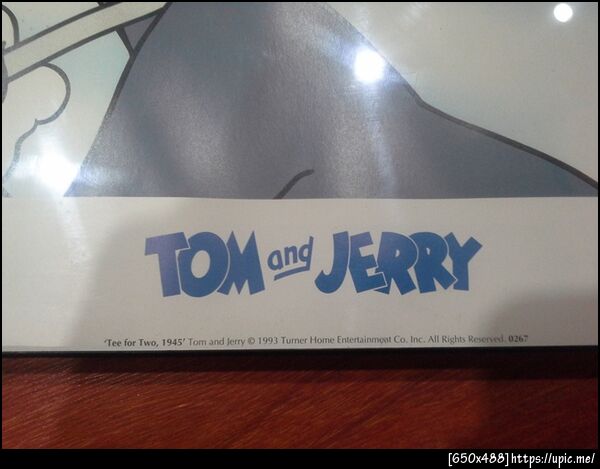 TOM and JERRY
'Tee for Two, 1945' Tom and Jerry © 1993 Turner Home Entertainment Co. Inc. All Rights Reserved. 0267
[650x488]https://upic.me/